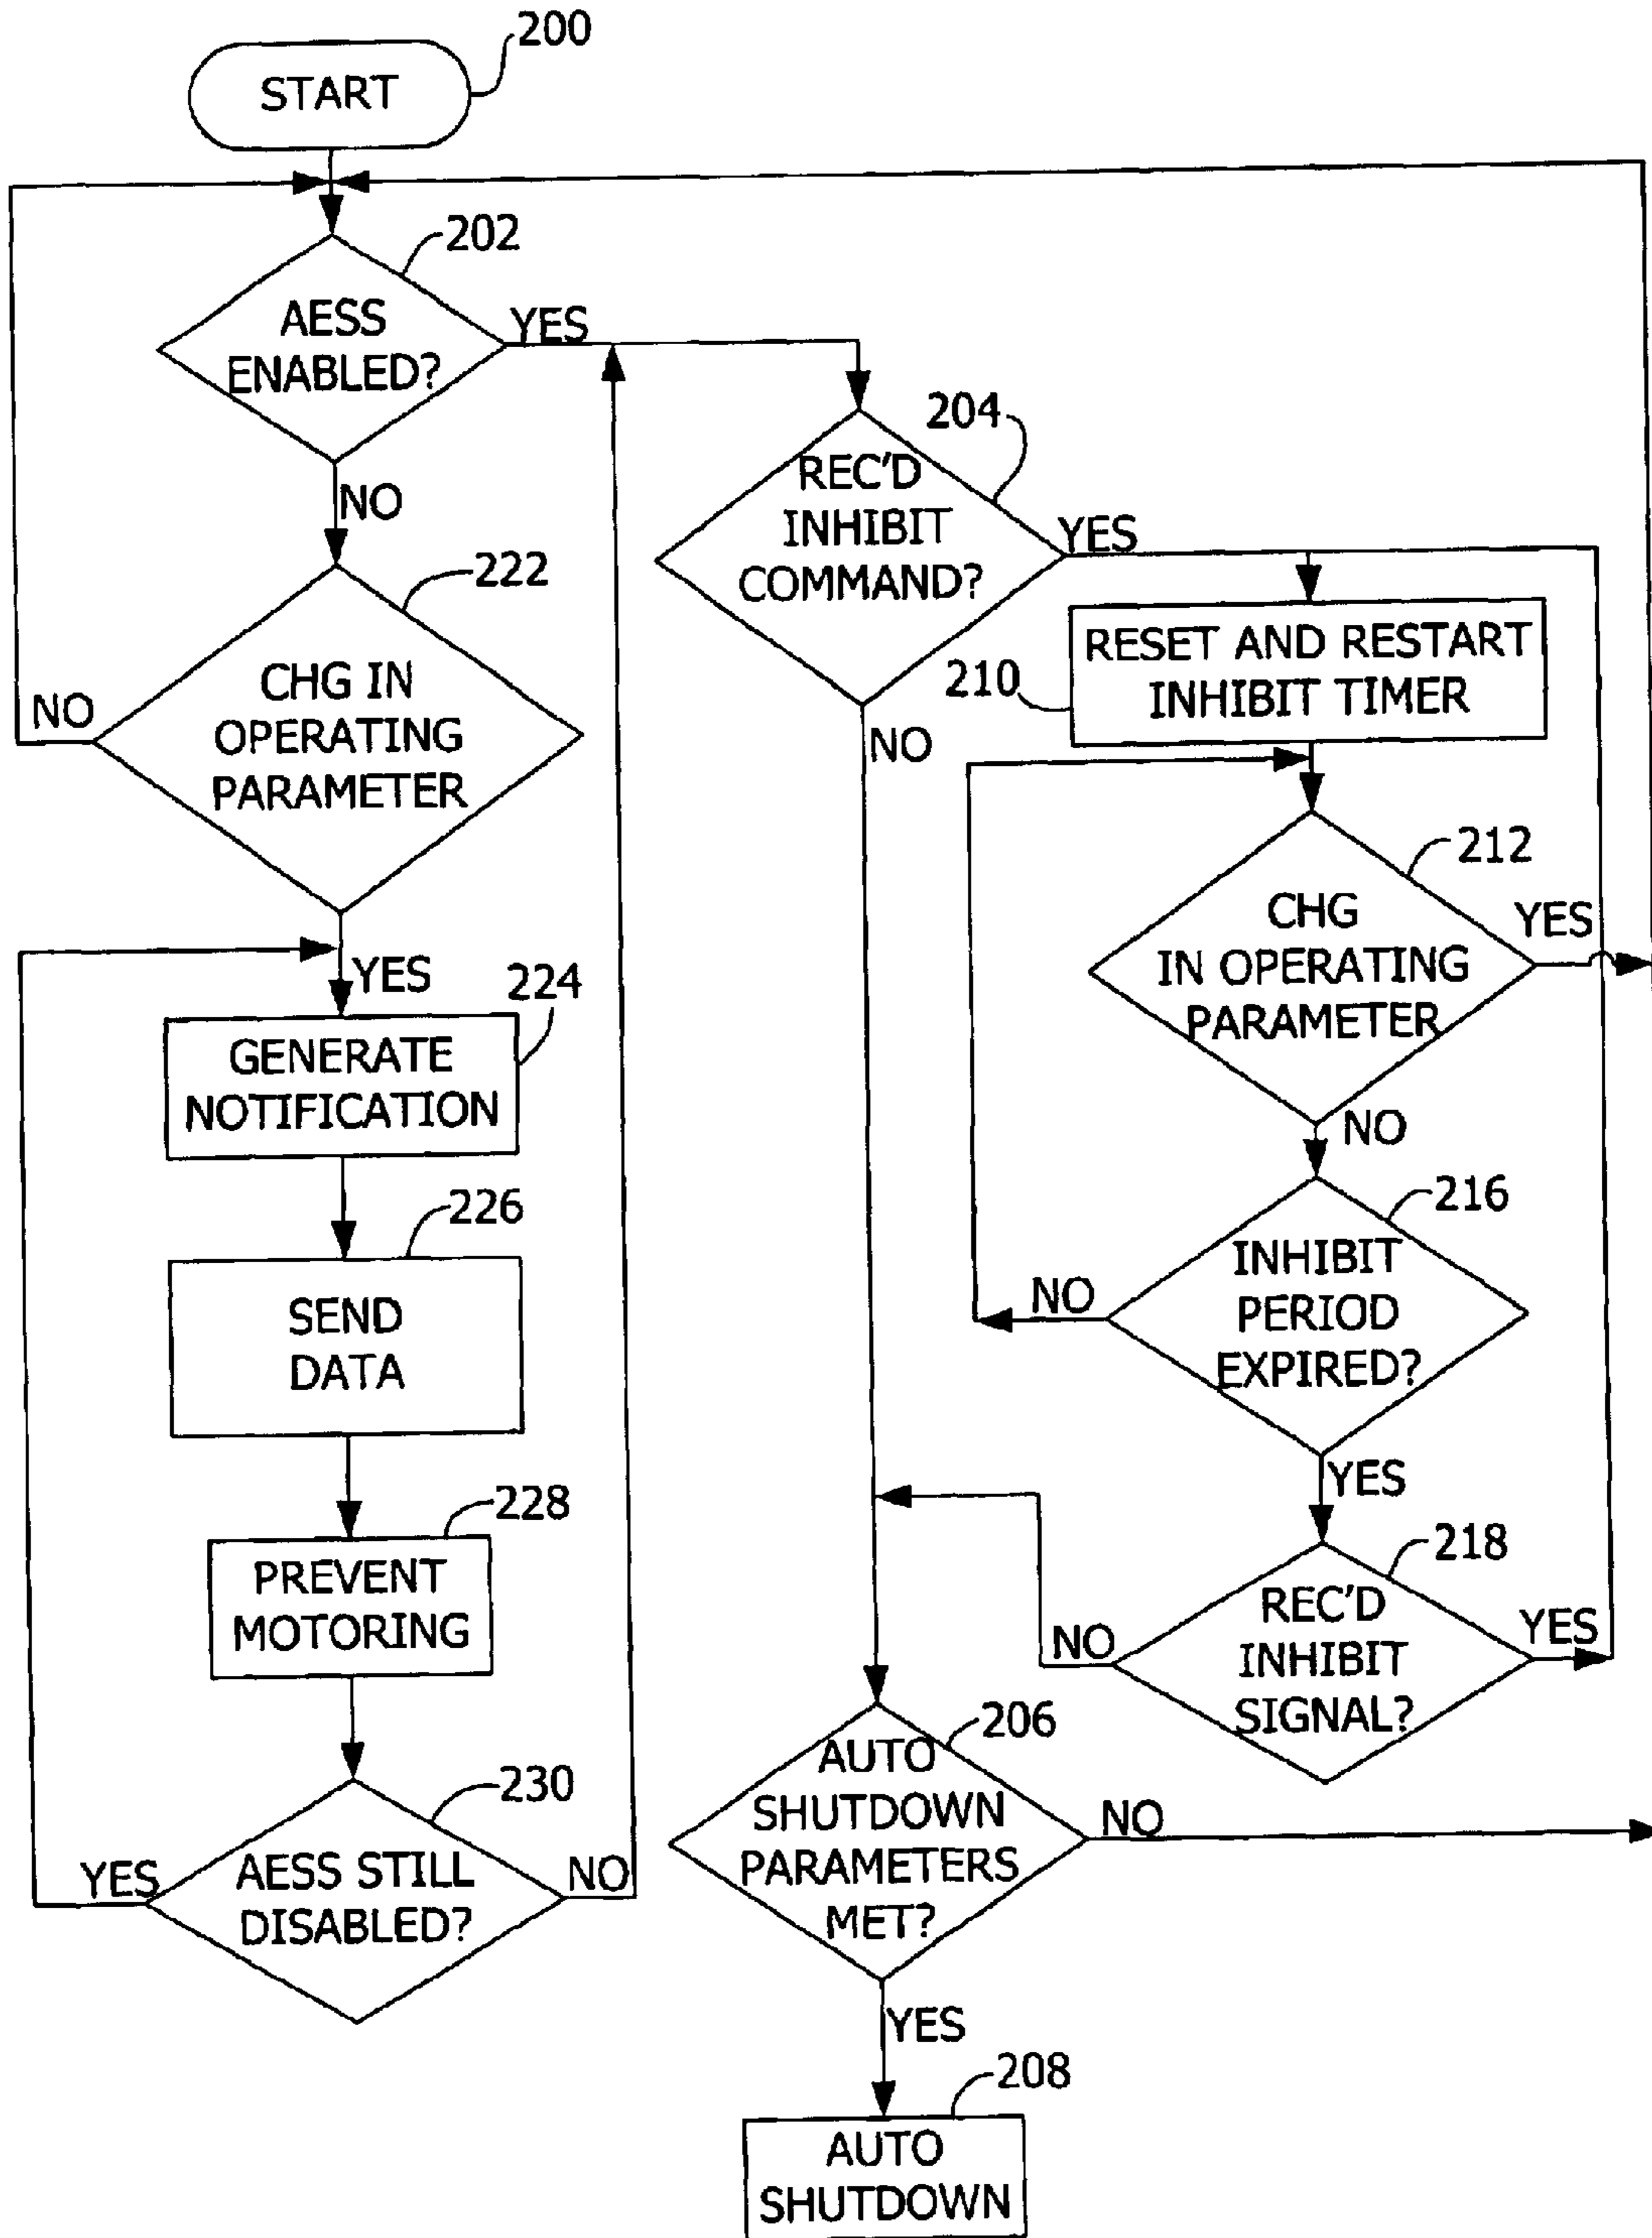 START
200
AESS
ENABLED?
202
YES
NO
REC'D
INHIBIT
COMMAND?
204
YES
NO
CHG IN
OPERATING
PARAMETER
222
NO
YES
RESET AND RESTART
INHIBIT TIMER
210
CHG
IN OPERATING
PARAMETER
212
YES
NO
GENERATE
NOTIFICATION
224
SEND
DATA
226
INHIBIT
PERIOD
EXPIRED?
216
NO
YES
PREVENT
MOTORING
228
REC'D
INHIBIT
SIGNAL?
218
NO
YES
AESS STILL
DISABLED?
230
YES
NO
AUTO
SHUTDOWN
PARAMETERS
MET?
206
NO
YES
AUTO
SHUTDOWN
208